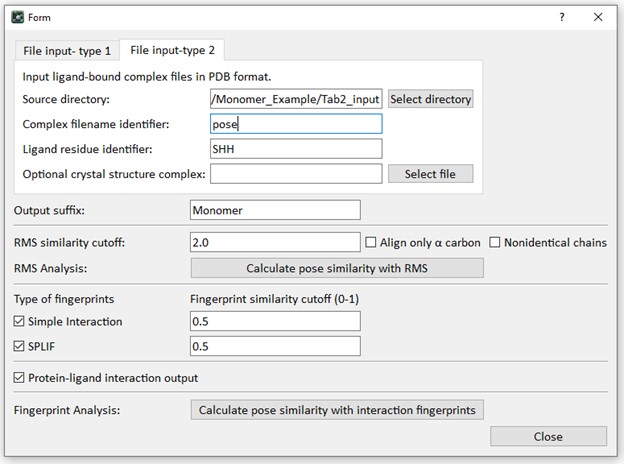 Form
?
File input- type 1 File input-type 2
Input ligand-bound complex files in PDB format.
Source directory: /Monomer_Example/Tab2_input Select directory
Complex filename identifier: pose
Ligand residue identifier: SHH
Optional crystal structure complex: Select file
Output suffix: Monomer
RMS similarity cutoff: 2.0 Align only α carbon Nonidentical chains
RMS Analysis: Calculate pose similarity with RMS
Type of fingerprints Fingerprint similarity cutoff (0-1)
Simple Interaction 0.5
SPLIF 0.5
Protein-ligand interaction output
Fingerprint Analysis: Calculate pose similarity with interaction fingerprints
Close